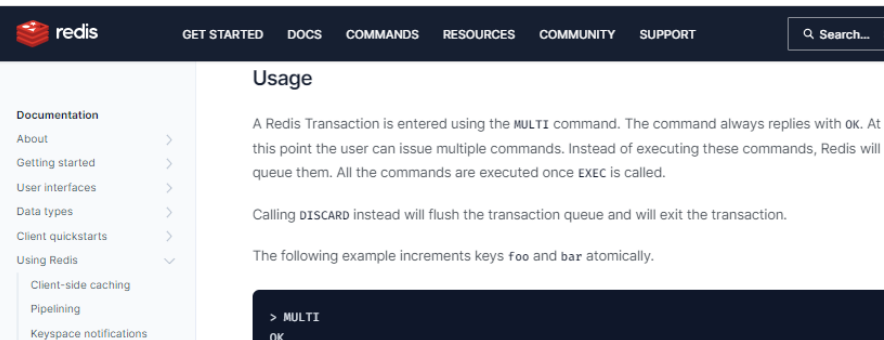 redis
GET STARTED DOCS COMMANDS RESOURCES COMMUNITY SUPPORT
Search...
Documentation
About
Getting started
User interfaces
Data types
Client quickstarts
Using Redis
Client-side caching
Pipelining
Keyspace notifications
Usage
A Redis Transaction is entered using the MULTI command. The command always replies with OK. At
this point the user can issue multiple commands. Instead of executing these commands, Redis will
queue them. All the commands are executed once EXEC is called.
Calling DISCARD instead will flush the transaction queue and will exit the transaction.
The following example increments keys foo and bar atomically.
> MULTI
OK